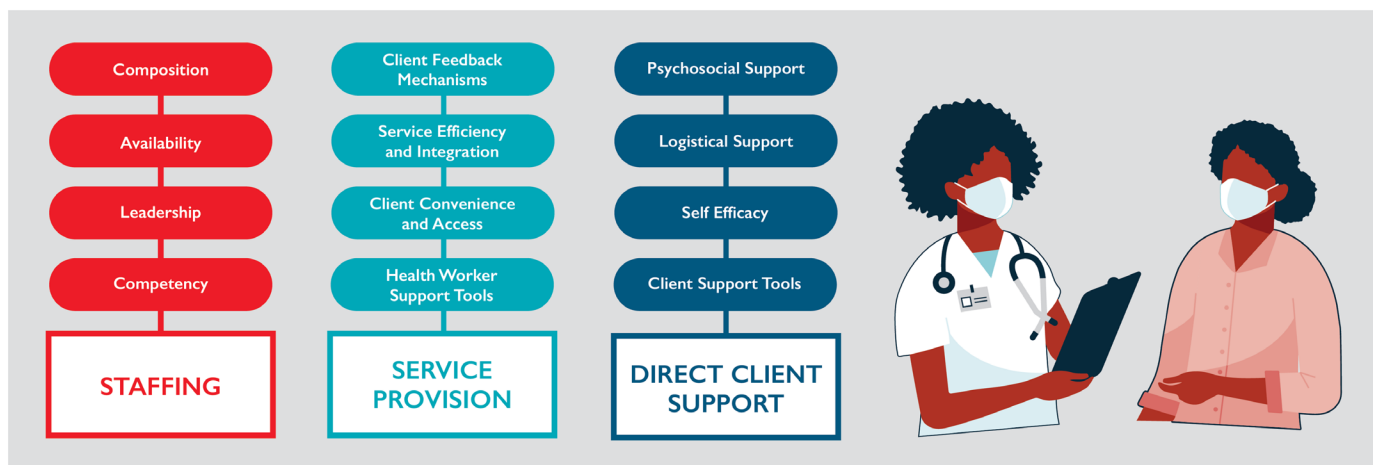 Composition
Availability
Leadership
Competency
STAFFING
Client Feedback
Mechanisms
Service Efficiency
and Integration
Client Convenience
and Access
Health Worker
Support Tools
SERVICE
PROVISION
Psychosocial Support
Logistical Support
Self Efficacy
Client Support Tools
DIRECT CLIENT
SUPPORT